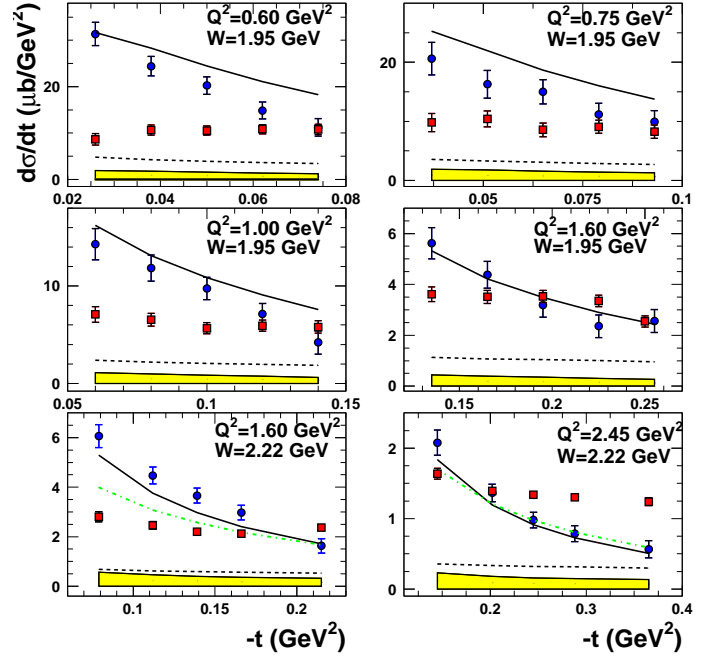 dσ/dt (μb/GeV²)
Q²=0.60 GeV²
W=1.95 GeV
20
0
0.02 0.04 0.06 0.08
Q²=0.75 GeV²
W=1.95 GeV
20
0
0.05 0.075 0.1
Q²=1.00 GeV²
W=1.95 GeV
10
0
0.06 0.1 0.15
Q²=1.60 GeV²
W=1.95 GeV
6
4
2
0
0.15 0.2 0.25
Q²=1.60 GeV²
W=2.22 GeV
6
4
2
0
0.1 0.15 0.2
-t (GeV²)
Q²=2.45 GeV²
W=2.22 GeV
2
1
0
0.2 0.3 0.4
-t (GeV²)